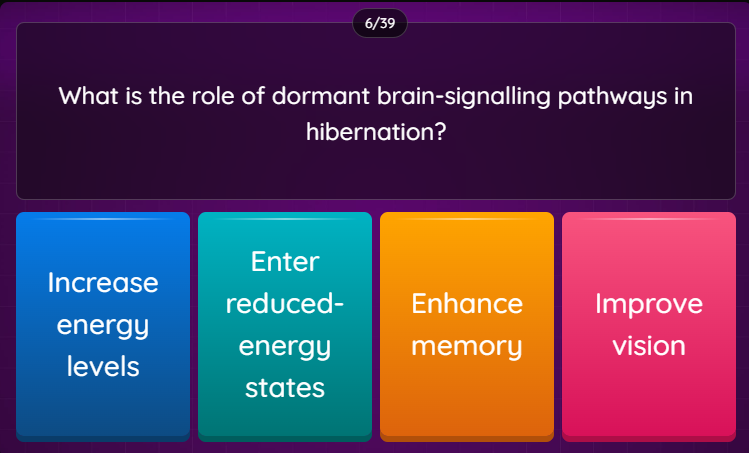 6/39
What is the role of dormant brain-signalling pathways in
hibernation?
Increase
energy
levels
Enter
reduced-
energy
states
Enhance
memory
Improve
vision